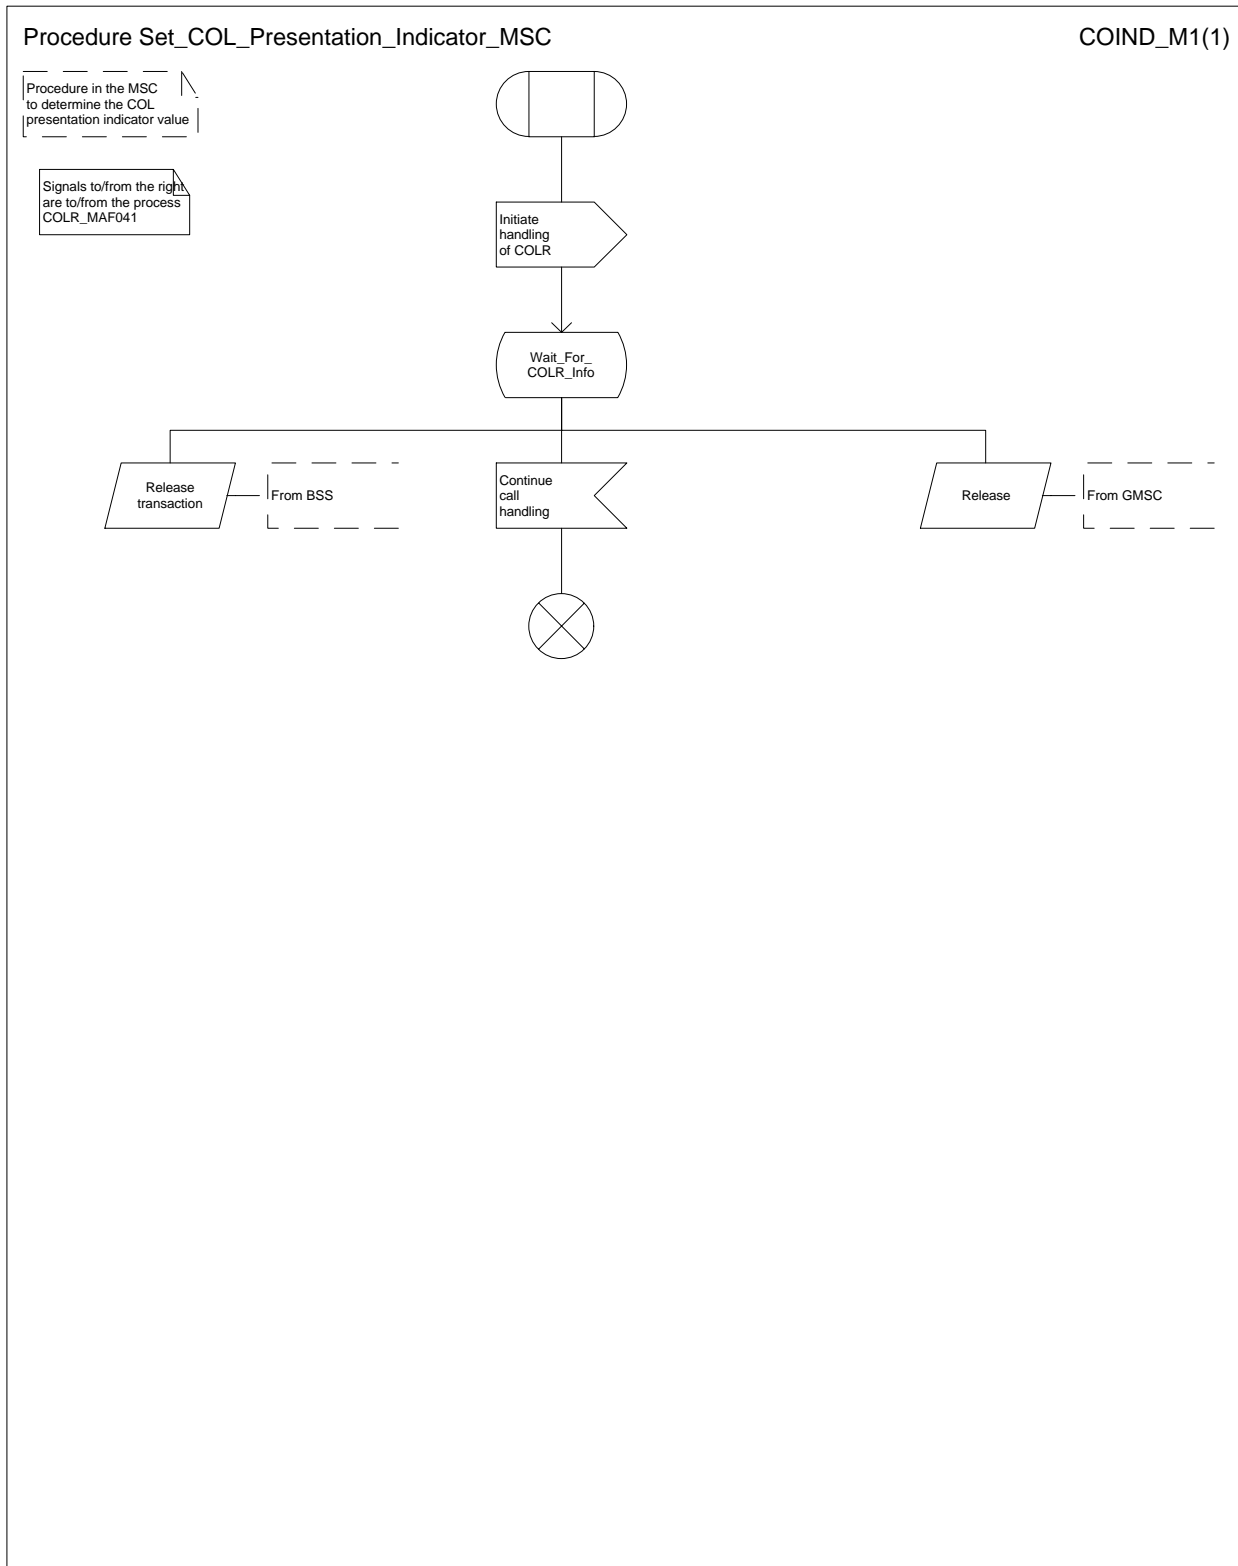 Procedure Set_COL_Presentation_Indicator_MSC
COIND_M1(1)
Procedure in the MSC
to determine the COL
presentation indicator value
Signals to/from the right
are to/from the process
COLR_MAF041
Initiate
handling
of COLR
Wait_For_
COLR_Info
Release
transaction
From BSS
Continue
call
handling
Release
From GMSC